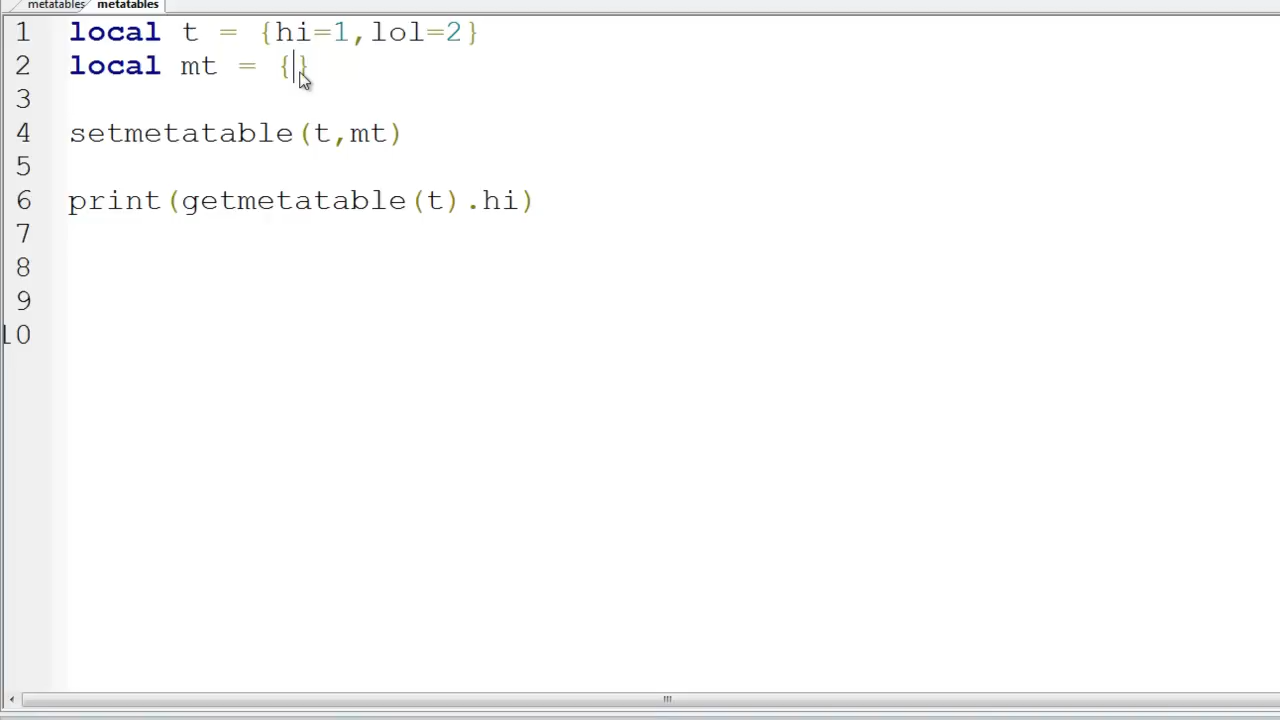 metatables metatables
1 local t = {hi=1,lol=2}
2 local mt = {}
3
4 setmetatable(t,mt)
5
6 print(getmetatable(t).hi)
7
8
9
10